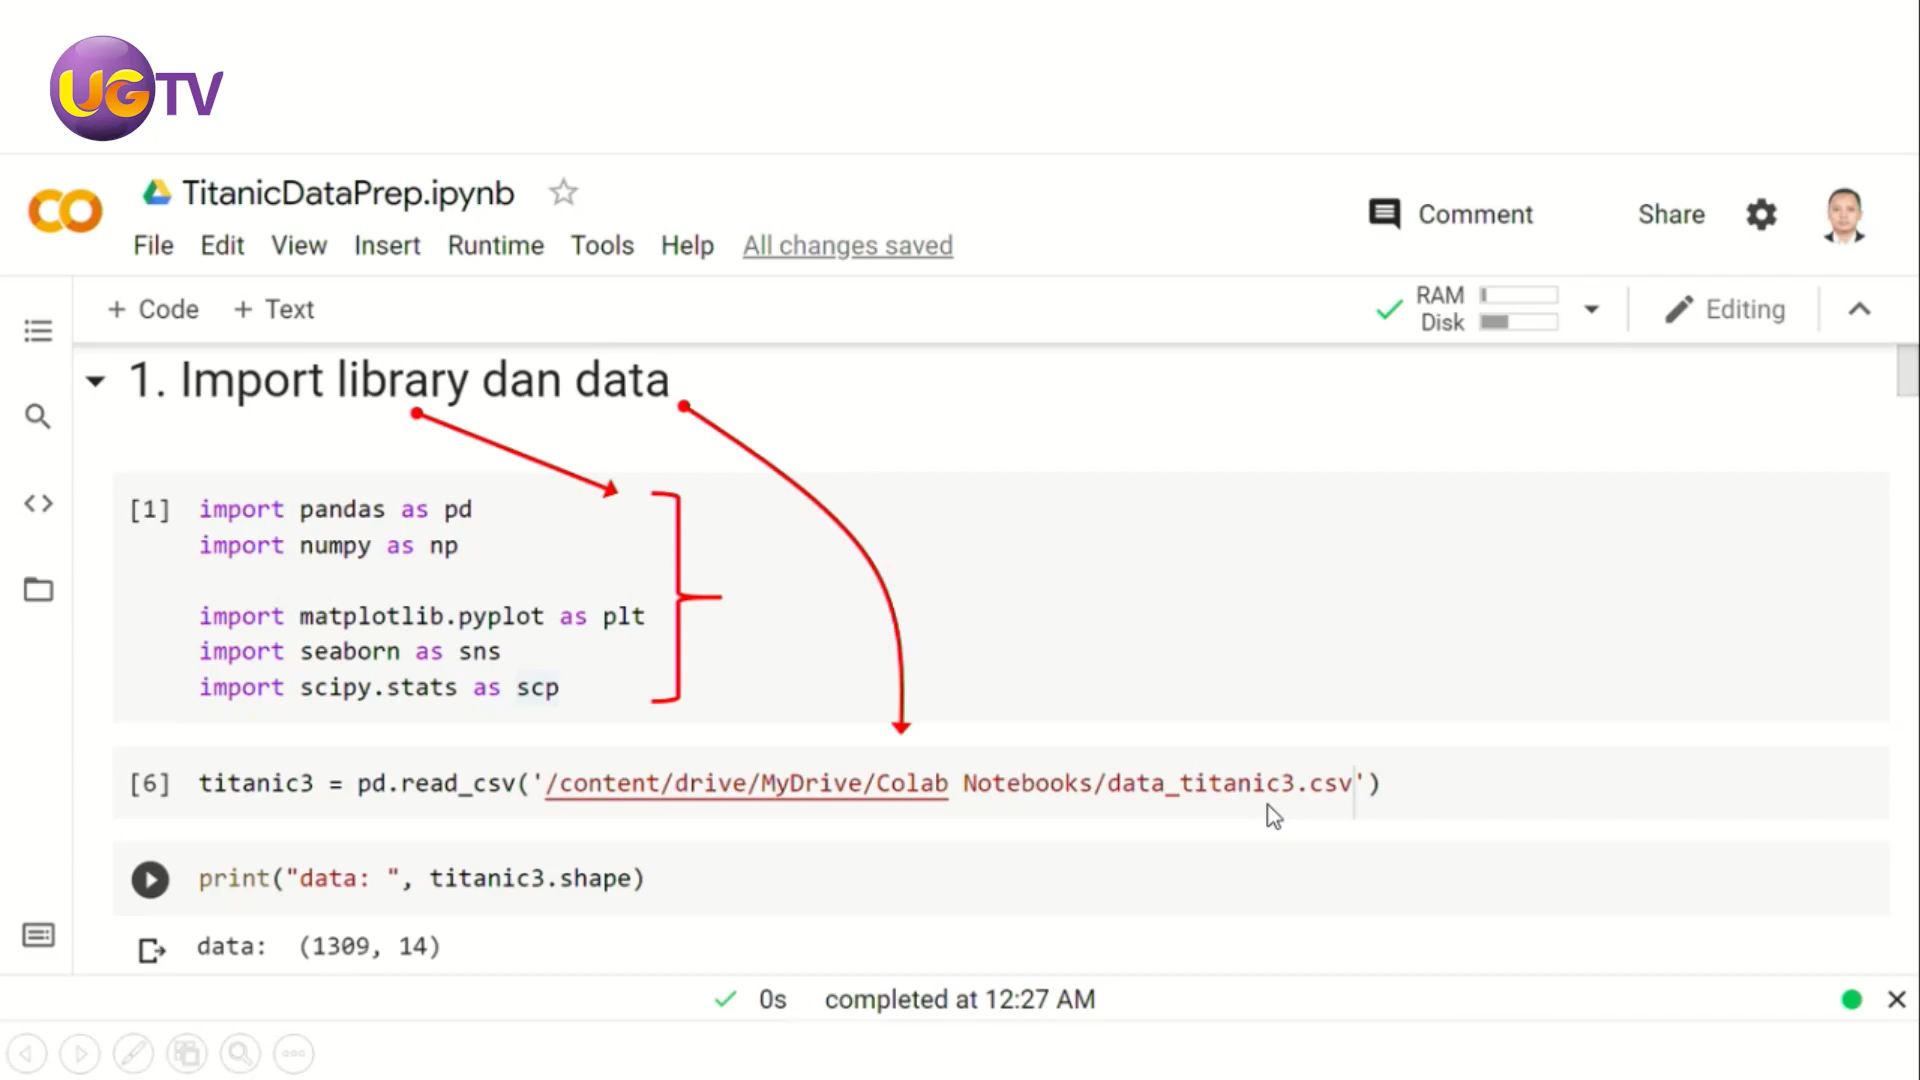 UGTV
TitanicDataPrep.ipynb
Comment
Share
File Edit View Insert Runtime Tools Help All changes saved
+ Code + Text
RAM
Disk
Editing
1. Import library dan data
[1] import pandas as pd
import numpy as np
import matplotlib.pyplot as plt
import seaborn as sns
import scipy.stats as scp
[6] titanic3 = pd.read_csv('/content/drive/MyDrive/Colab Notebooks/data_titanic3.csv')
print("data: ", titanic3.shape)
data: (1309, 14)
0s completed at 12:27 AM